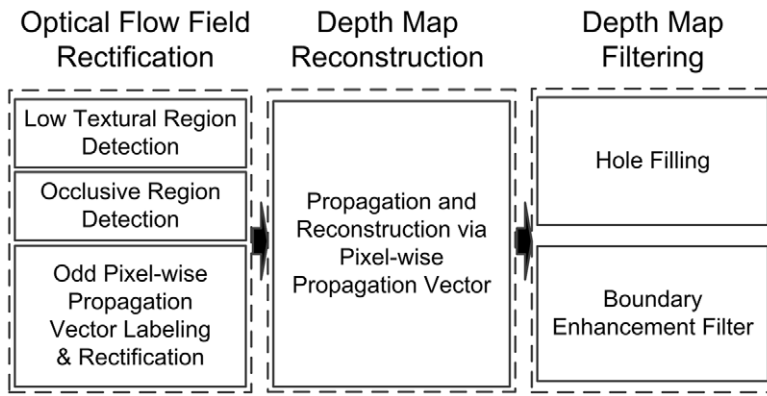 Optical Flow Field
Rectification
Low Textural Region
Detection
Occlusive Region
Detection
Odd Pixel-wise
Propagation
Vector Labeling
& Rectification
Depth Map
Reconstruction
Propagation and
Reconstruction via
Pixel-wise
Propagation Vector
Depth Map
Filtering
Hole Filling
Boundary
Enhancement Filter